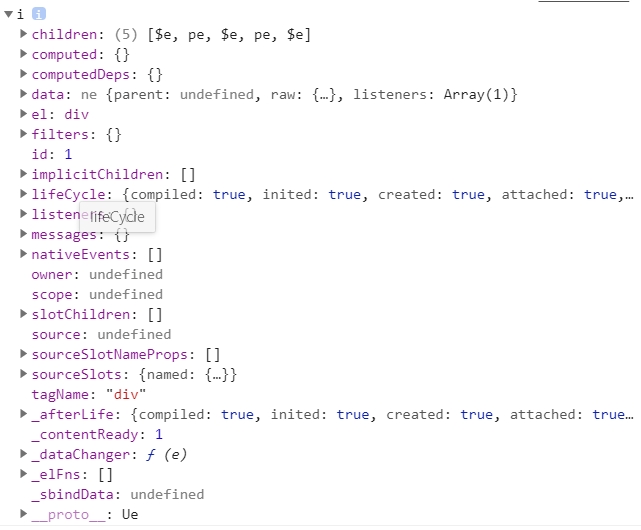 ▼i i
▶children: (5) [$e, pe, $e, pe, $e]
▶computed: {}
▶computedDeps: {}
▶data: ne {parent: undefined, raw: {…}, listeners: Array(1)}
▶el: div
▶filters: {}
id: 1
▶implicitChildren: []
▶lifeCycle: {compiled: true, inited: true, created: true, attached: true,…
▶listeners: {}
lifeCycle
▶messages: {}
▶nativeEvents: []
owner: undefined
scope: undefined
▶slotChildren: []
source: undefined
▶sourceSlotNameProps: []
▶sourceSlots: {named: {…}}
tagName: "div"
▶_afterLife: {compiled: true, inited: true, created: true, attached: true…
_contentReady: 1
▶_dataChanger: ƒ (e)
▶_elFns: []
_sbindData: undefined
▶__proto__: Ue